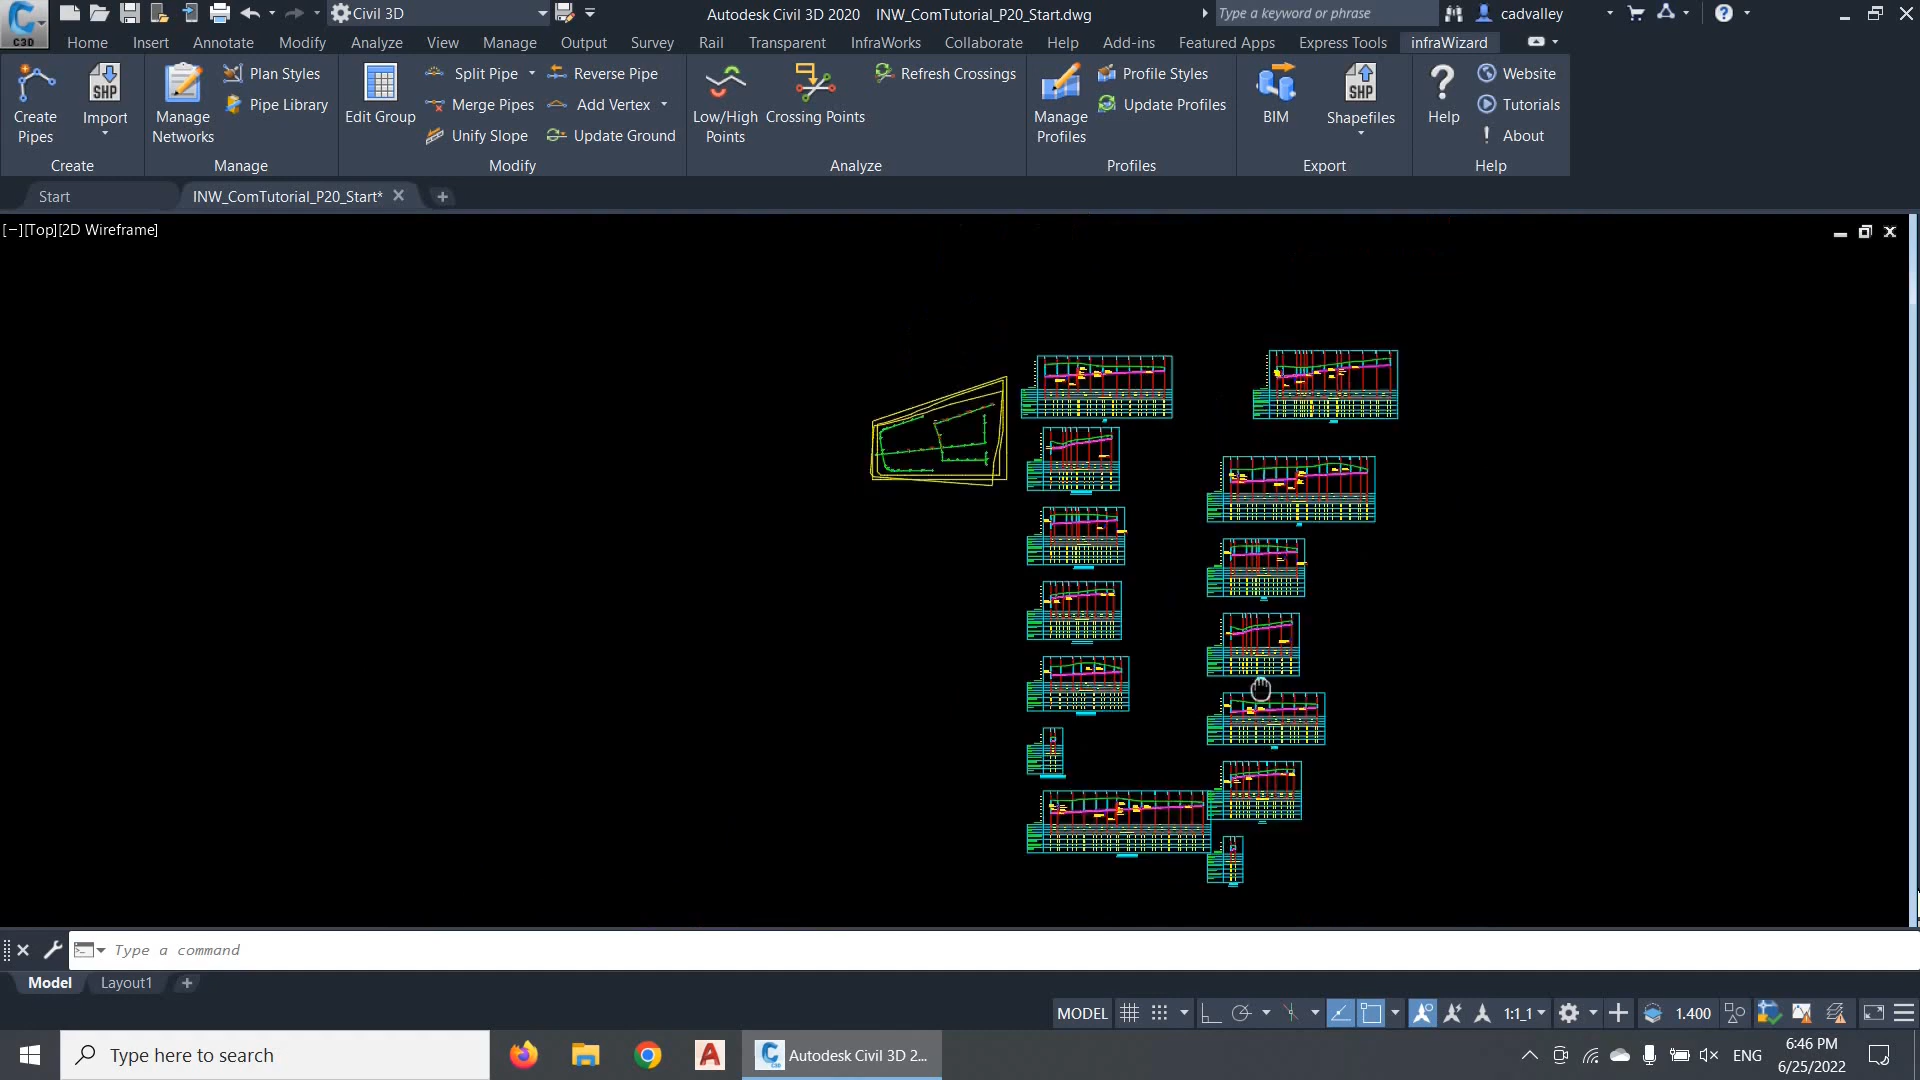 C3D
Civil 3D
Autodesk Civil 3D 2020 INW_ComTutorial_P20_Start.dwg
Type a keyword or phrase
cadvalley
Home Insert Annotate Modify Analyze View Manage Output Survey Rail Transparent InfraWorks Collaborate Help Add-ins Featured Apps Express Tools infraWizard
Create Pipes
SHP
Import
Create
Manage Networks
Plan Styles
Pipe Library
Manage
Edit Group
Split Pipe
Merge Pipes
Unify Slope
Reverse Pipe
Add Vertex
Update Ground
Modify
Low/High Points
Crossing Points
Refresh Crossings
Analyze
Manage Profiles
Profile Styles
Update Profiles
Profiles
BIM
SHP
Shapefiles
Export
Help
Website
Tutorials
About
Help
Start
INW_ComTutorial_P20_Start*
[−][Top][2D Wireframe]
Type a command
Model Layout1
MODEL 1:1_1 1.400
Type here to search
Autodesk Civil 3D 2...
ENG
6:46 PM
6/25/2022